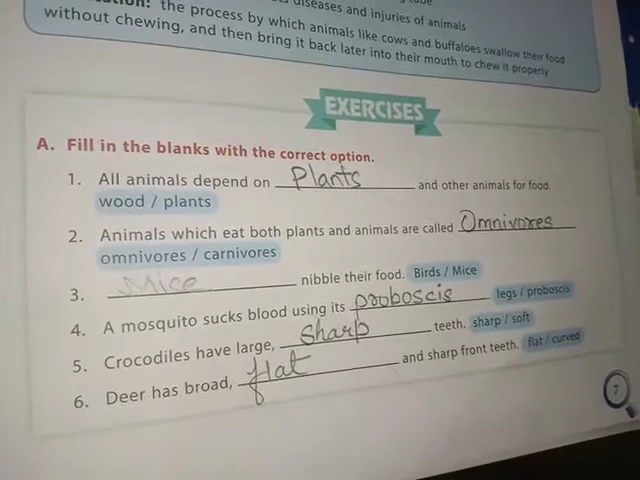 diseases and injuries of animals
the process by which animals like cows and buffaloes swallow their food
without chewing, and then bring it back later into their mouth to chew it properly
EXERCISES
A. Fill in the blanks with the correct option.
1. All animals depend on Plants and other animals for food.
wood / plants
2. Animals which eat both plants and animals are called Omnivores
omnivores / carnivores
3. Mice nibble their food. Birds / Mice
4. A mosquito sucks blood using its proboscis legs / proboscis
5. Crocodiles have large, sharp teeth. sharp / soft
6. Deer has broad, flat and sharp front teeth. flat / curved
7